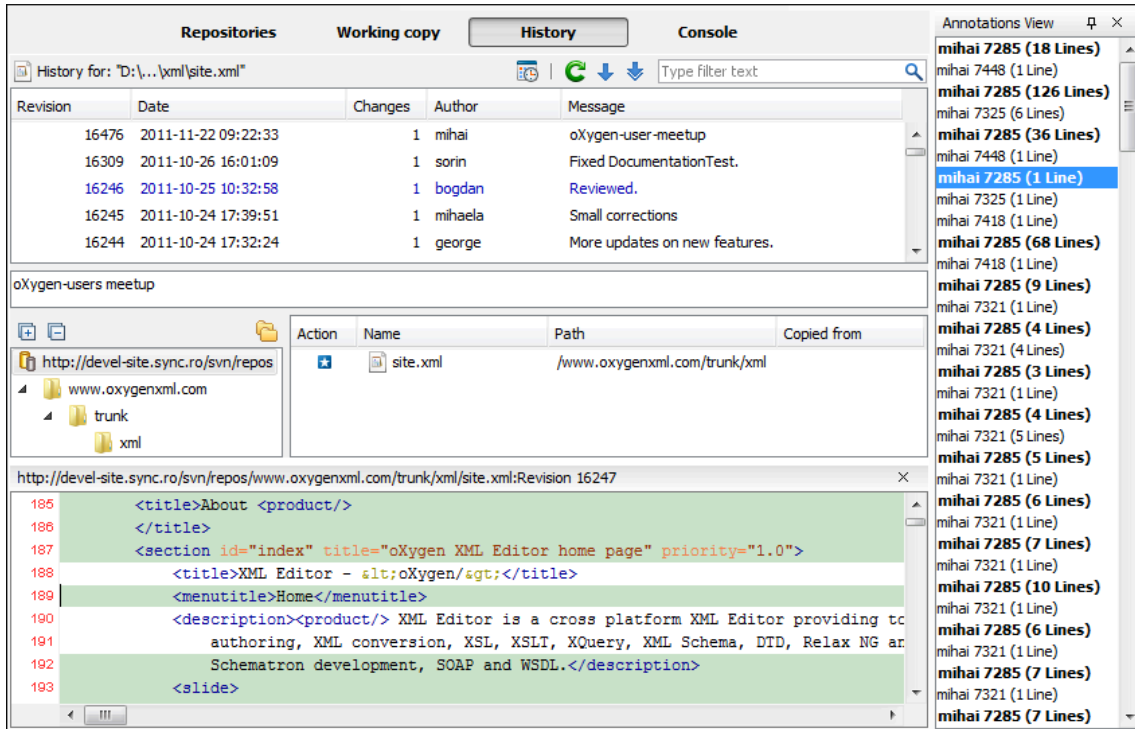 Repositories Working copy History Console
History for: "D:\...\xml\site.xml" Type filter text
Revision Date Changes Author Message
16476 2011-11-22 09:22:33 1 mihai oXygen-user-meetup
16309 2011-10-26 16:01:09 1 sorin Fixed DocumentationTest.
16246 2011-10-25 10:32:58 1 bogdan Reviewed.
16245 2011-10-24 17:39:51 1 mihaela Small corrections
16244 2011-10-24 17:32:24 1 george More updates on new features.
oXygen-users meetup
http://devel-site.sync.ro/svn/repos
www.oxygenxml.com
trunk
xml
Action Name Path Copied from
site.xml /www.oxygenxml.com/trunk/xml
http://devel-site.sync.ro/svn/repos/www.oxygenxml.com/trunk/xml/site.xml:Revision 16247
185 <title>About <product/>
186 </title>
187 <section id="index" title="oXygen XML Editor home page" priority="1.0">
188 <title>XML Editor - &lt;oXygen/&gt;</title>
189 <menutitle>Home</menutitle>
190 <description><product/> XML Editor is a cross platform XML Editor providing to
191 authoring, XML conversion, XSL, XSLT, XQuery, XML Schema, DTD, Relax NG an
192 Schematron development, SOAP and WSDL.</description>
193 <slide>
Annotations View
mihai 7285 (18 Lines)
mihai 7448 (1 Line)
mihai 7285 (126 Lines)
mihai 7325 (6 Lines)
mihai 7285 (36 Lines)
mihai 7448 (1 Line)
mihai 7285 (1 Line)
mihai 7325 (1 Line)
mihai 7418 (1 Line)
mihai 7285 (68 Lines)
mihai 7418 (1 Line)
mihai 7285 (9 Lines)
mihai 7321 (1 Line)
mihai 7285 (4 Lines)
mihai 7321 (4 Lines)
mihai 7285 (3 Lines)
mihai 7321 (1 Line)
mihai 7285 (4 Lines)
mihai 7321 (5 Lines)
mihai 7285 (5 Lines)
mihai 7321 (1 Line)
mihai 7285 (6 Lines)
mihai 7321 (1 Line)
mihai 7285 (7 Lines)
mihai 7321 (1 Line)
mihai 7285 (10 Lines)
mihai 7321 (1 Line)
mihai 7285 (6 Lines)
mihai 7321 (1 Line)
mihai 7285 (7 Lines)
mihai 7321 (1 Line)
mihai 7285 (7 Lines)